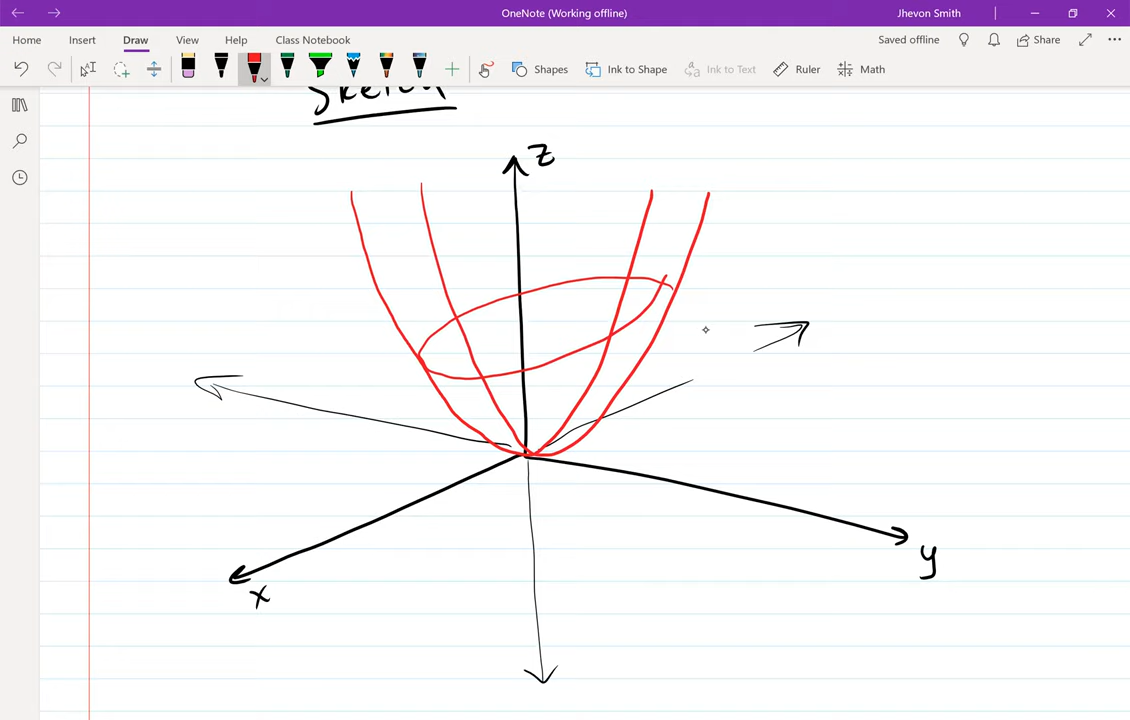 OneNote (Working offline)
Jhevon Smith
Home Insert Draw View Help Class Notebook
Saved offline Share
Shapes Ink to Shape Ink to Text Ruler Math
Sketch
z
y
x